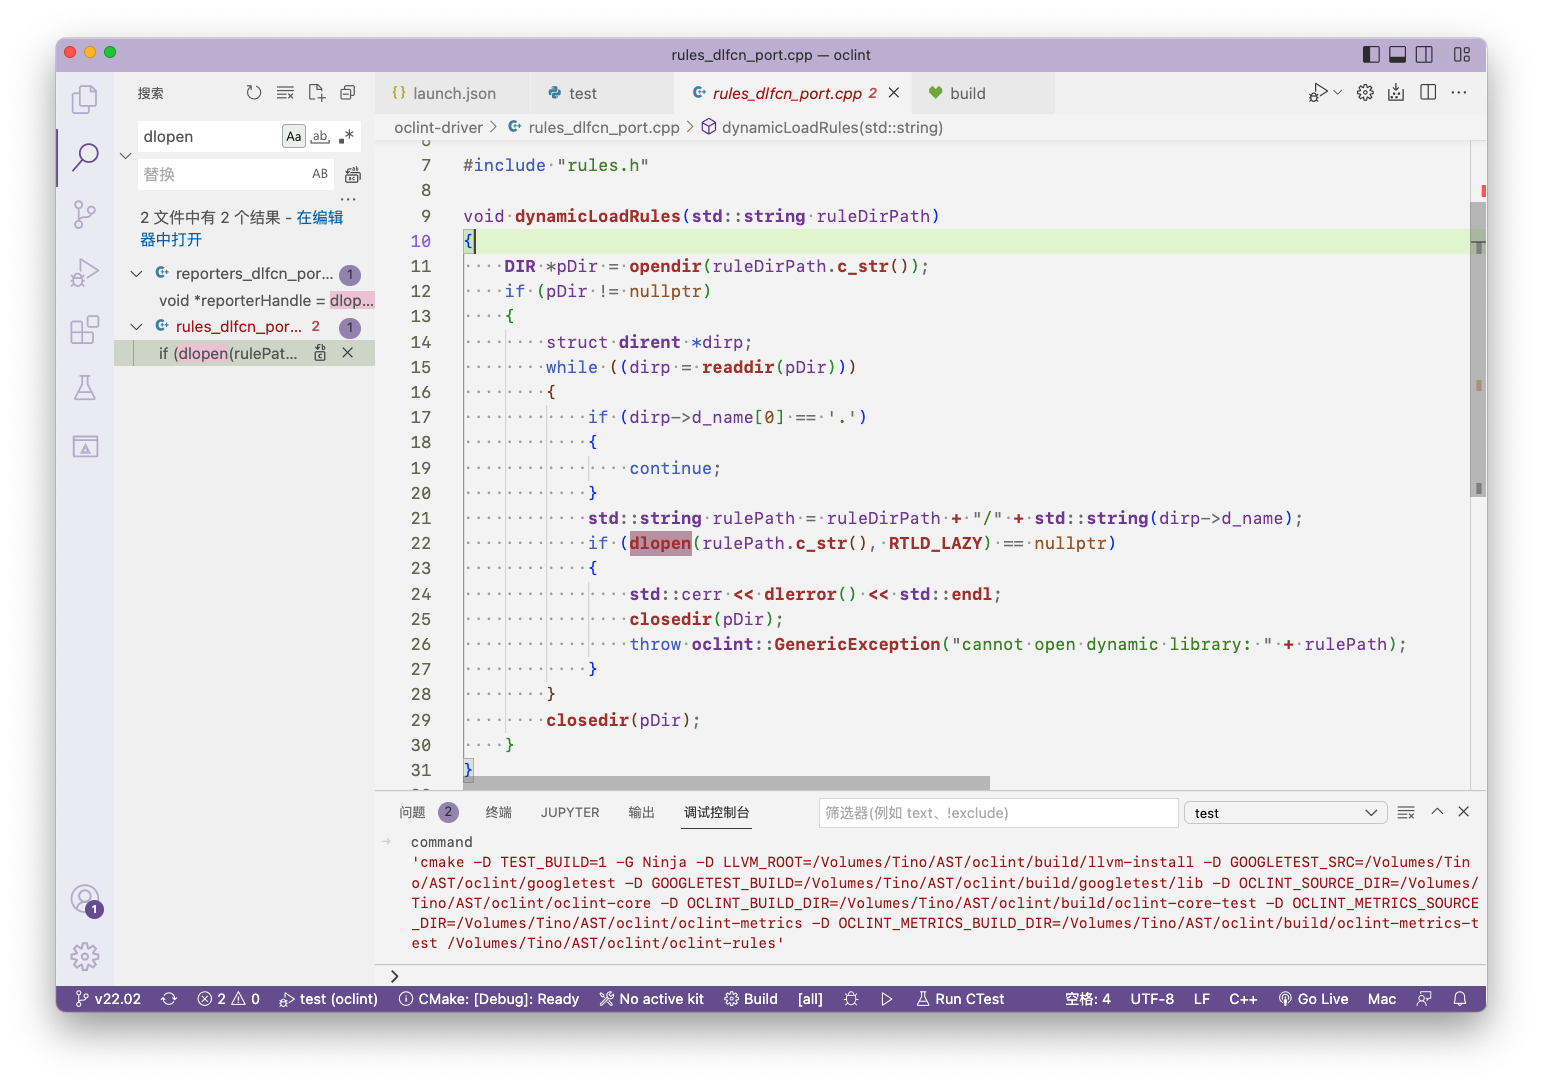 rules_dlfcn_port.cpp — oclint
搜索
launch.json
test
rules_dlfcn_port.cpp 2
build
dlopen
Aa
ab
.*
替换
AB
2 文件中有 2 个结果 - 在编辑
器中打开
reporters_dlfcn_por... 1
void *reporterHandle = dlop...
rules_dlfcn_por... 2 1
if (dlopen(rulePat...
oclint-driver > rules_dlfcn_port.cpp > dynamicLoadRules(std::string)
7 #include "rules.h"
8
9 void dynamicLoadRules(std::string ruleDirPath)
10 {
11     DIR *pDir = opendir(ruleDirPath.c_str());
12     if (pDir != nullptr)
13     {
14         struct dirent *dirp;
15         while ((dirp = readdir(pDir)))
16         {
17             if (dirp->d_name[0] == '.')
18             {
19                 continue;
20             }
21             std::string rulePath = ruleDirPath + "/" + std::string(dirp->d_name);
22             if (dlopen(rulePath.c_str(), RTLD_LAZY) == nullptr)
23             {
24                 std::cerr << dlerror() << std::endl;
25                 closedir(pDir);
26                 throw oclint::GenericException("cannot open dynamic library: " + rulePath);
27             }
28         }
29         closedir(pDir);
30     }
31 }
问题 2 终端 JUPYTER 输出 调试控制台
筛选器(例如 text、!exclude)
test
command
'cmake -D TEST_BUILD=1 -G Ninja -D LLVM_ROOT=/Volumes/Tino/AST/oclint/build/llvm-install -D GOOGLETEST_SRC=/Volumes/Tin
o/AST/oclint/googletest -D GOOGLETEST_BUILD=/Volumes/Tino/AST/oclint/build/googletest/lib -D OCLINT_SOURCE_DIR=/Volumes/
Tino/AST/oclint/oclint-core -D OCLINT_BUILD_DIR=/Volumes/Tino/AST/oclint/build/oclint-core-test -D OCLINT_METRICS_SOURCE
_DIR=/Volumes/Tino/AST/oclint/oclint-metrics -D OCLINT_METRICS_BUILD_DIR=/Volumes/Tino/AST/oclint/build/oclint-metrics-t
est /Volumes/Tino/AST/oclint/oclint-rules'
1
v22.02 2 0 test (oclint) CMake: [Debug]: Ready No active kit Build [all] Run CTest 空格: 4 UTF-8 LF C++ Go Live Mac